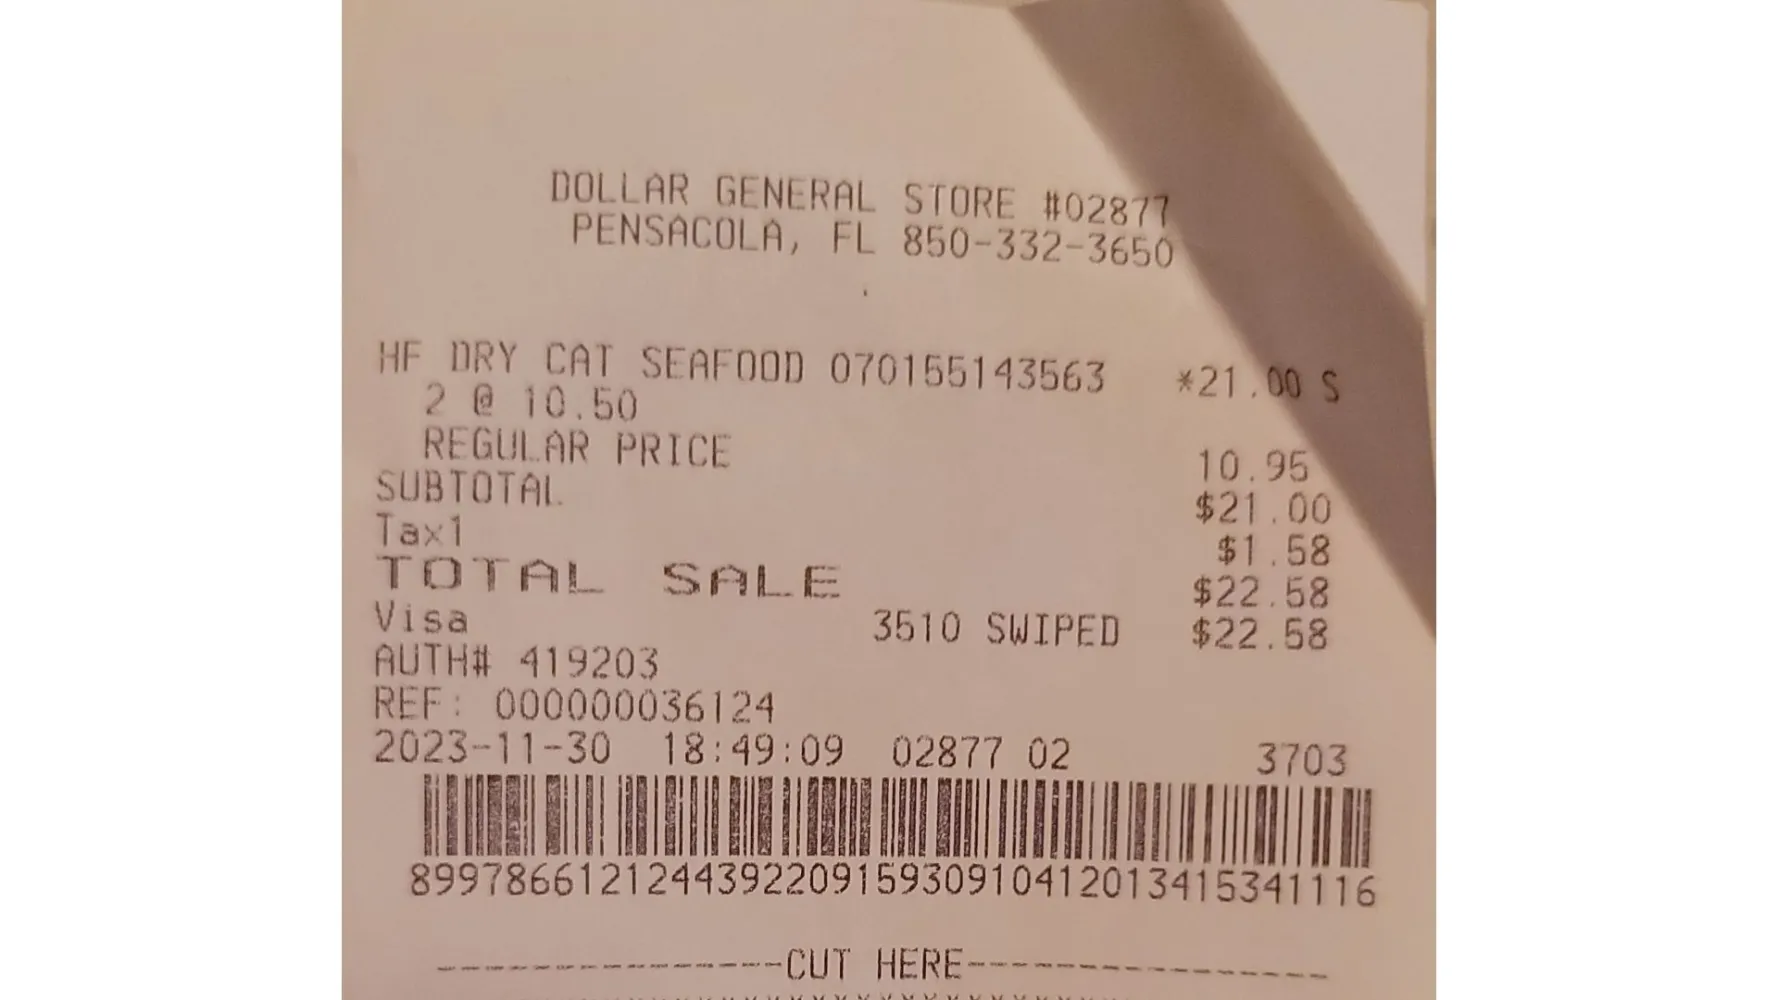 DOLLAR GENERAL STORE #02877
PENSACOLA, FL 850-332-3650
HF DRY CAT SEAFOOD 070155143563 *21.00 S
2 @ 10.50
REGULAR PRICE 10.95
SUBTOTAL $21.00
Tax1 $1.58
TOTAL SALE $22.58
Visa 3510 SWIPED $22.58
AUTH# 419203
REF: 000000036124
2023-11-30 18:49:09 02877 02 3703
8997866121244392209159309104120134153411116
---------------CUT HERE---------------